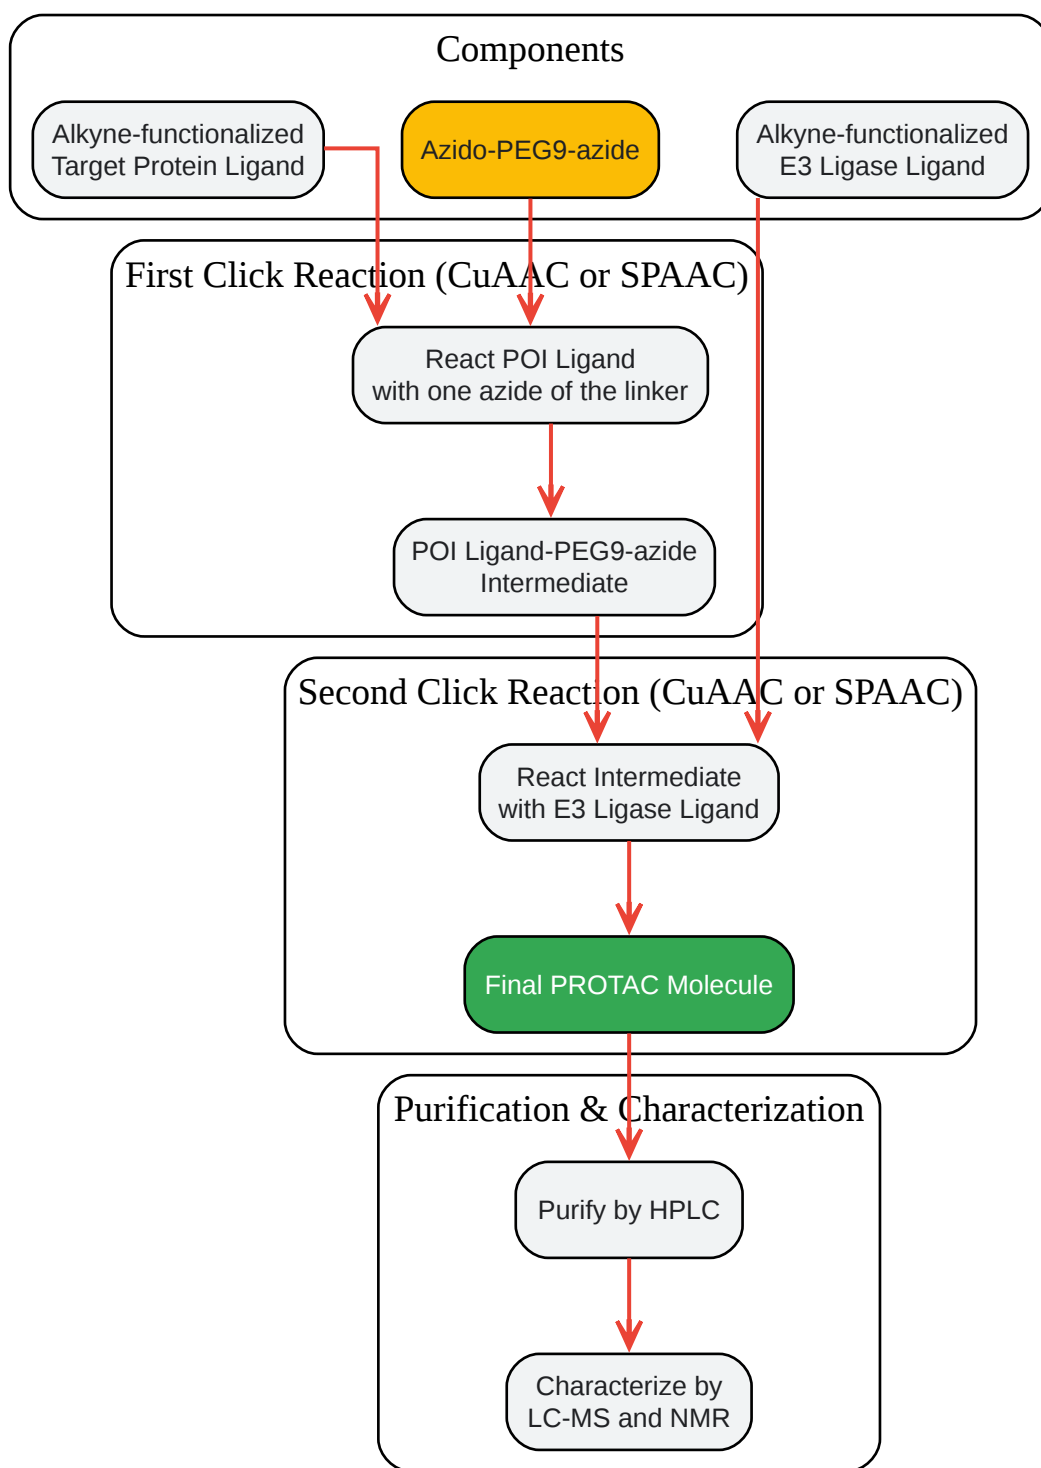 Components
Alkyne-functionalized
Target Protein Ligand
Azido-PEG9-azide
Alkyne-functionalized
E3 Ligase Ligand
First Click Reaction (CuAAC or SPAAC)
React POI Ligand
with one azide of the linker
POI Ligand-PEG9-azide
Intermediate
Second Click Reaction (CuAAC or SPAAC)
React Intermediate
with E3 Ligase Ligand
Final PROTAC Molecule
Purification & Characterization
Purify by HPLC
Characterize by
LC-MS and NMR